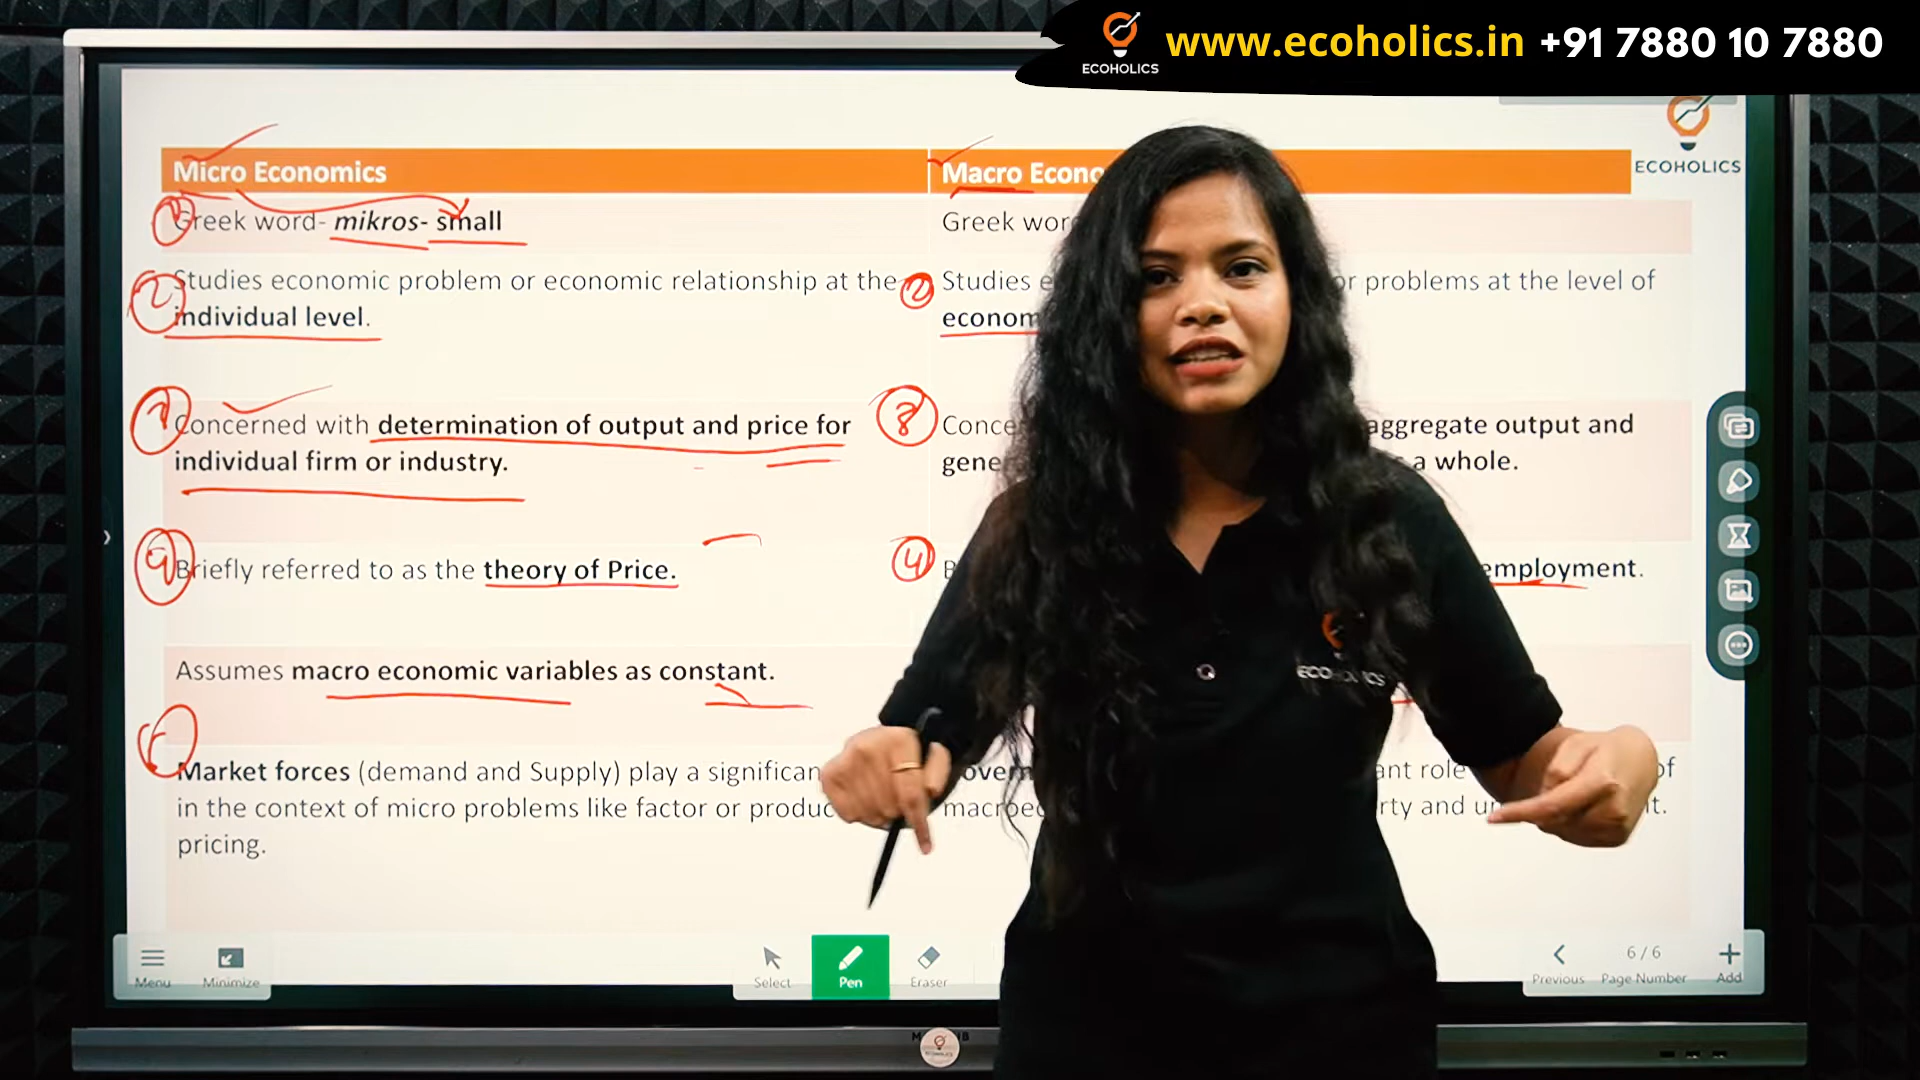 www.ecoholics.in +91 7880 10 7880
ECOHOLICS
ECOHOLICS
Micro Economics
Macro Econo
Greek word- mikros- small
Greek wor
Studies economic problem or economic relationship at the
individual level.
Studies e
or problems at the level of
econom
Concerned with determination of output and price for
individual firm or industry.
Conce
aggregate output and
gene
a whole.
Briefly referred to as the theory of Price.
B
employment.
Assumes macro economic variables as constant.
Market forces (demand and Supply) play a significan
in the context of micro problems like factor or produc
pricing.
overn
ant role
of
macroec
rty and u
t.
ECOHOLICS
Menu
Minimize
Select
Pen
Eraser
Previous
6 / 6
Page Number
Add